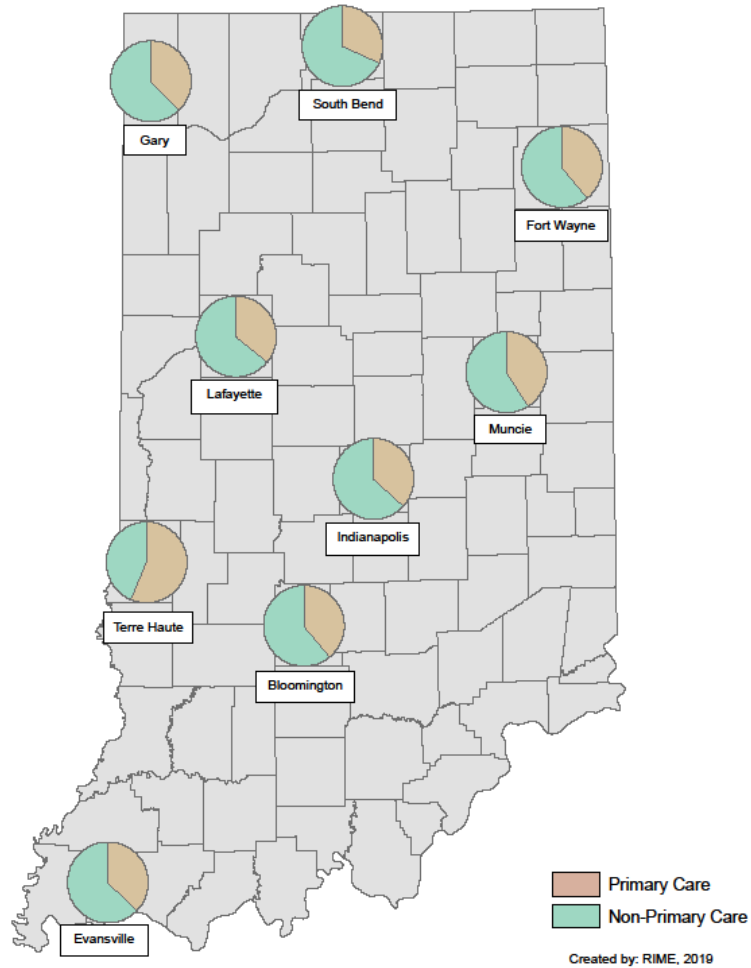 South Bend
Gary
Fort Wayne
Lafayette
Muncie
Indianapolis
Terre Haute
Bloomington
Evansville
Primary Care
Non-Primary Care
Created by: RIME, 2019